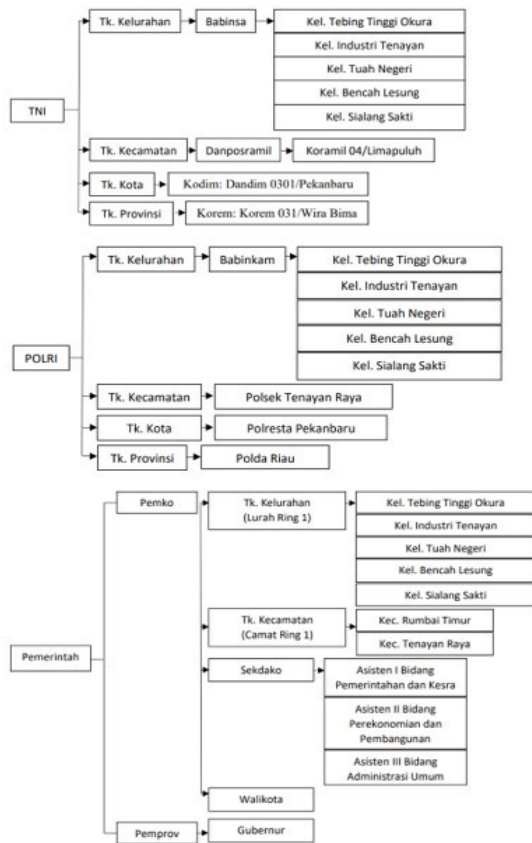 Tk. Kelurahan
Babinsa
Kel. Tebing Tinggi Okura
Kel. Industri Tenayan
Kel. Tuah Negeri
Kel. Bencah Lesung
Kel. Sialang Sakti
TNI
Tk. Kecamatan
Danposramil
Koramil 04/Limapuluh
Tk. Kota
Kodim: Dandim 0301/Pekanbaru
Tk. Provinsi
Korem: Korem 031/Wira Bima
Tk. Kelurahan
Babinkam
Kel. Tebing Tinggi Okura
Kel. Industri Tenayan
Kel. Tuah Negeri
Kel. Bencah Lesung
Kel. Sialang Sakti
POLRI
Tk. Kecamatan
Polsek Tenayan Raya
Tk. Kota
Polresta Pekanbaru
Tk. Provinsi
Polda Riau
Pemko
Tk. Kelurahan
(Lurah Ring 1)
Kel. Tebing Tinggi Okura
Kel. Industri Tenayan
Kel. Tuah Negeri
Kel. Bencah Lesung
Kel. Sialang Sakti
Tk. Kecamatan
(Camat Ring 1)
Kec. Rumbai Timur
Kec. Tenayan Raya
Pemerintah
Sekdako
Asisten I Bidang
Pemerintahan dan Kesra
Asisten II Bidang
Perekonomian dan
Pembangunan
Asisten III Bidang
Administrasi Umum
Walikota
Pemprov
Gubernur